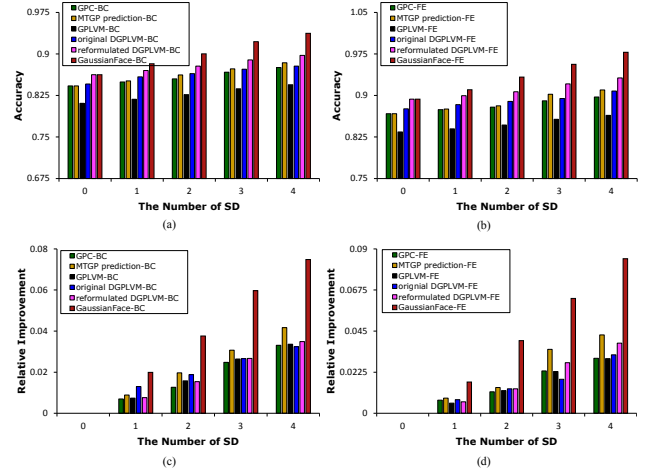 0.975
0.9
0.825
0.75
0.675
Accuracy
GPC-BC
MTGP prediction-BC
GPLVM-BC
original DGPLVM-BC
reformulated DGPLVM-BC
GaussianFace-BC
0 1 2 3 4
The Number of SD
(a)
1.05
0.975
0.9
0.825
0.75
Accuracy
GPC-FE
MTGP prediction-FE
GPLVM-FE
original DGPLVM-FE
reformulated DGPLVM-FE
GaussianFace-FE
0 1 2 3 4
The Number of SD
(b)
0.08
0.06
0.04
0.02
0
Relative Improvement
GPC-BC
MTGP prediction-BC
GPLVM-BC
original DGPLVM-BC
reformulated DGPLVM-BC
GaussianFace-BC
0 1 2 3 4
The Number of SD
(c)
0.09
0.0675
0.045
0.0225
0
Relative Improvement
GPC-FE
MTGP prediction-FE
GPLVM-FE
original DGPLVM-FE
reformulated DGPLVM-FE
GaussianFace-FE
0 1 2 3 4
The Number of SD
(d)